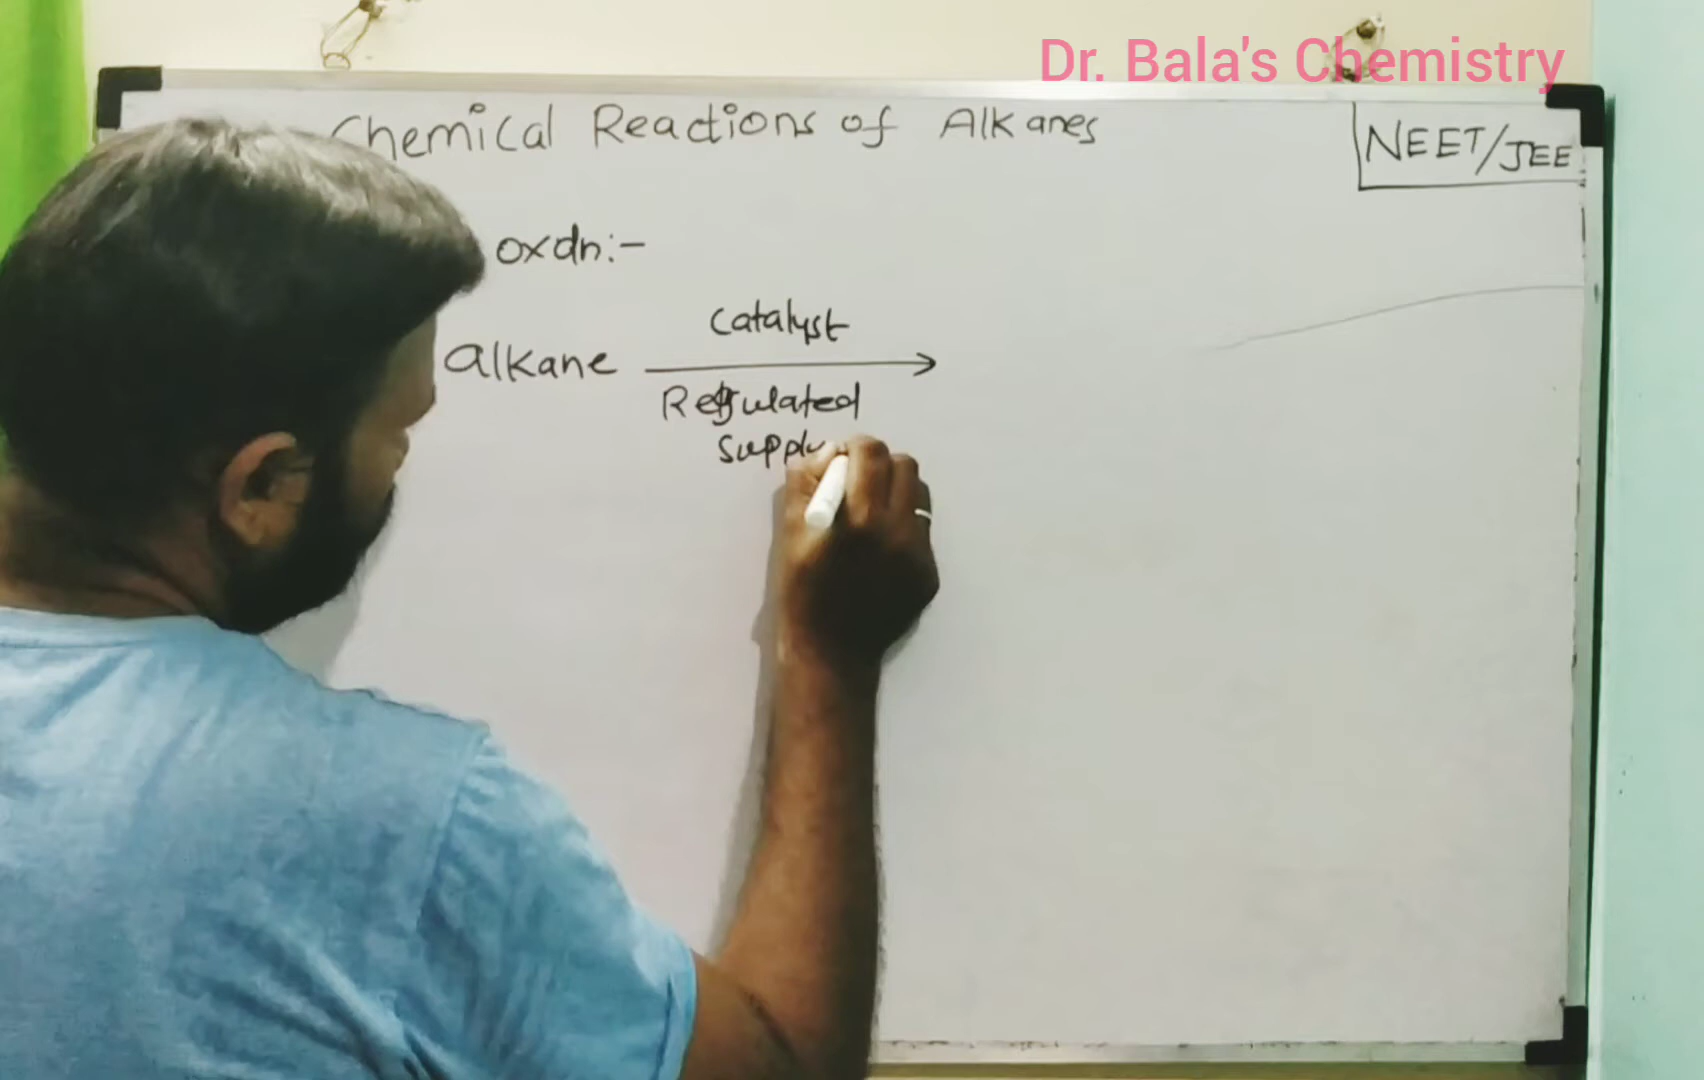 Dr. Bala's Chemistry
Chemical Reactions of Alkanes
NEET/JEE
oxdn:-
Catalyst
Alkane
Regulated
supply